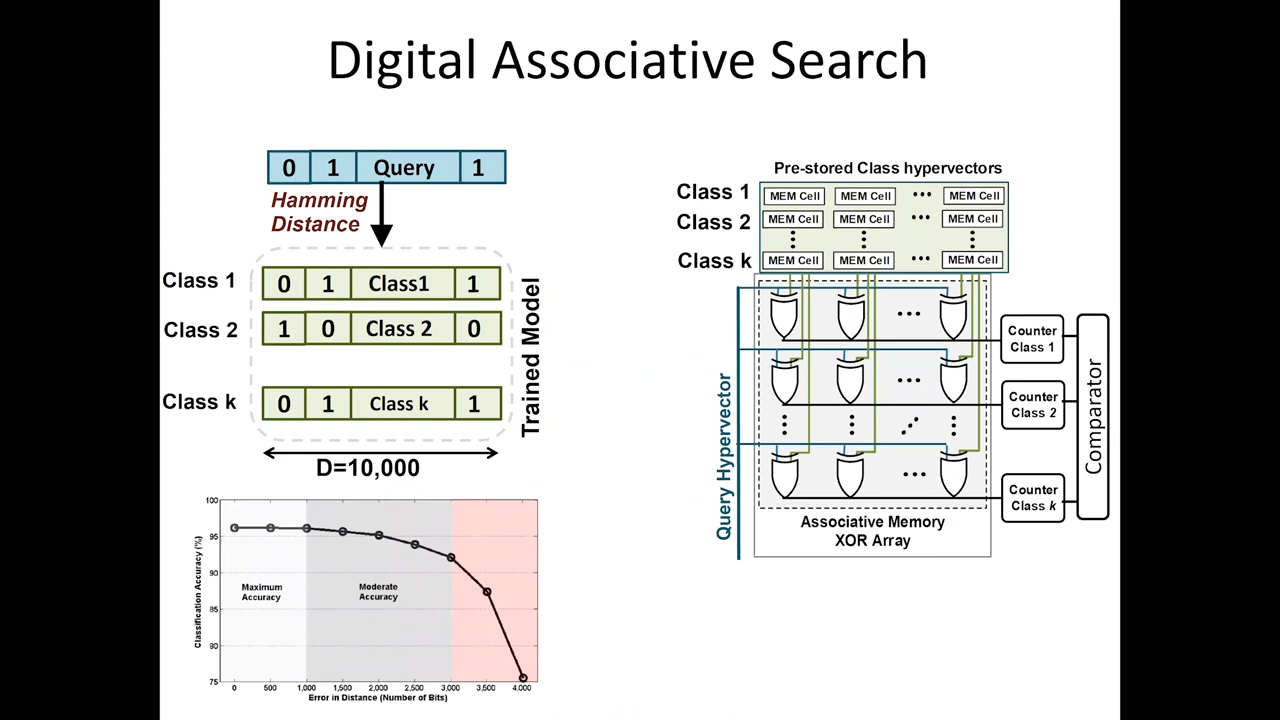 Digital Associative Search
0 1 Query 1
Hamming
Distance
Class 1 0 1 Class1 1
Class 2 1 0 Class 2 0
Class k 0 1 Class k 1
Trained Model
D=10,000
100
95
90
85
80
75
Classification Accuracy (%)
Maximum
Accuracy
Moderate
Accuracy
0 500 1,000 1,500 2,000 2,500 3,000 3,500 4,000
Error in Distance (Number of Bits)
Pre-stored Class hypervectors
Class 1 MEM Cell MEM Cell ••• MEM Cell
Class 2 MEM Cell MEM Cell ••• MEM Cell
Class k MEM Cell MEM Cell ••• MEM Cell
Query Hypervector
Counter
Class 1
Counter
Class 2
Counter
Class k
Comparator
Associative Memory
XOR Array